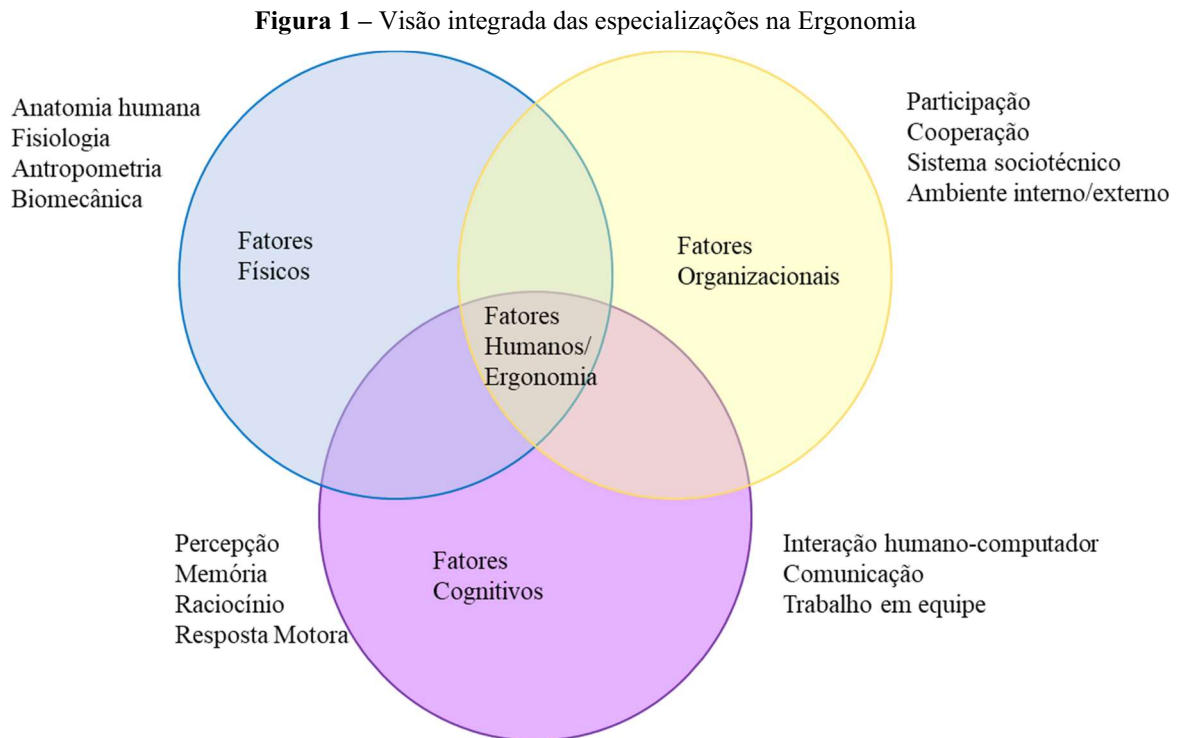 Figura 1 – Visão integrada das especializações na Ergonomia
Anatomia humana
Fisiologia
Antropometria
Biomecânica
Participação
Cooperação
Sistema sociotécnico
Ambiente interno/externo
Fatores
Físicos
Fatores
Organizacionais
Fatores
Humanos/
Ergonomia
Percepção
Memória
Raciocínio
Resposta Motora
Fatores
Cognitivos
Interação humano-computador
Comunicação
Trabalho em equipe